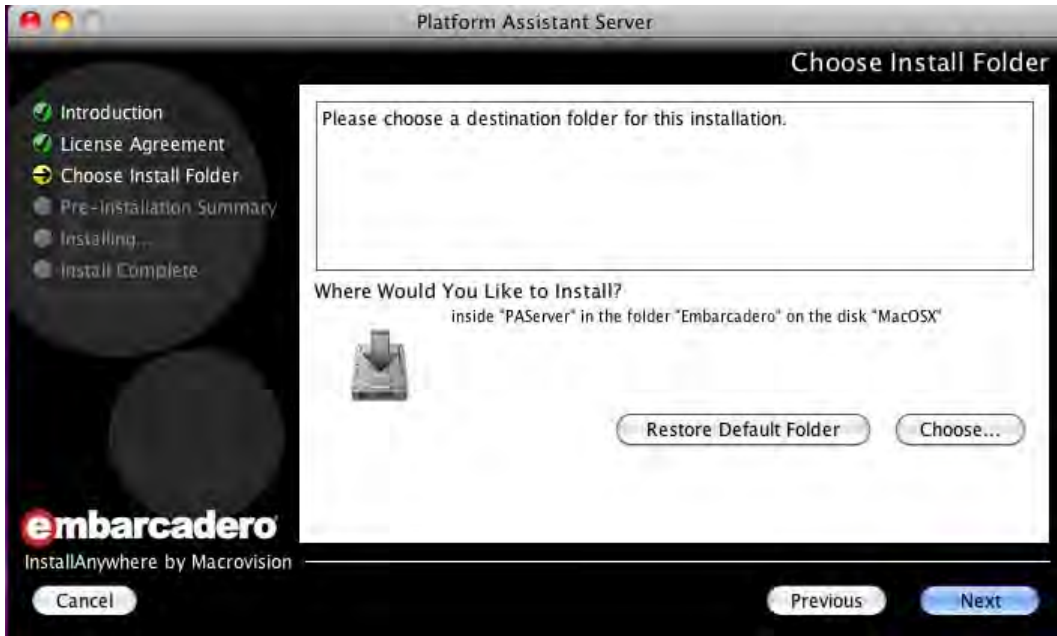 Platform Assistant Server
Choose Install Folder
Introduction
License Agreement
Choose Install Folder
Pre-Installation Summary
Installing...
Install Complete
Please choose a destination folder for this installation.
Where Would You Like to Install?
inside "PAServer" in the folder "Embarcadero" on the disk "MacOSX"
Restore Default Folder
Choose...
embarcadero
InstallAnywhere by Macrovision
Cancel
Previous
Next